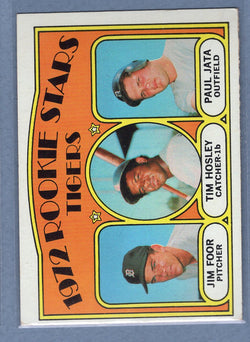 1972 ROOKIE STARS
TIGERS
JIM FOOR
PITCHER
TIM HOSLEY
CATCHER-1b
PAUL JATA
OUTFIELD